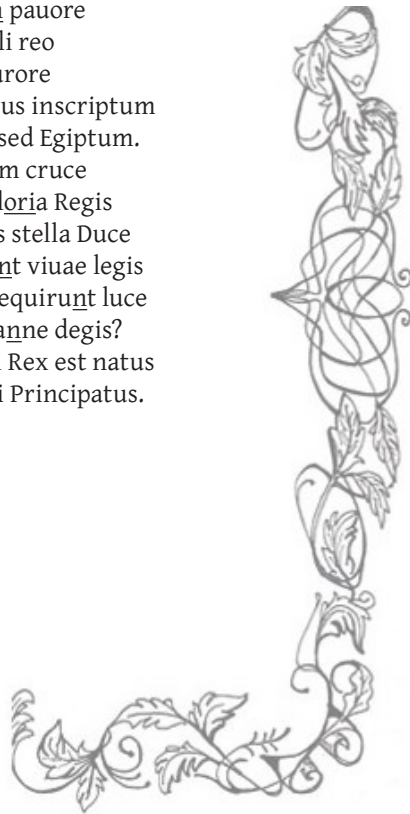 pauore
li reo
urore
us inscriptum
sed Egiptum.
m cruce
loria Regis
s stella Duce
nt viuae legis
equirunt luce
anne degis?
Rex est natus
i Principatus.